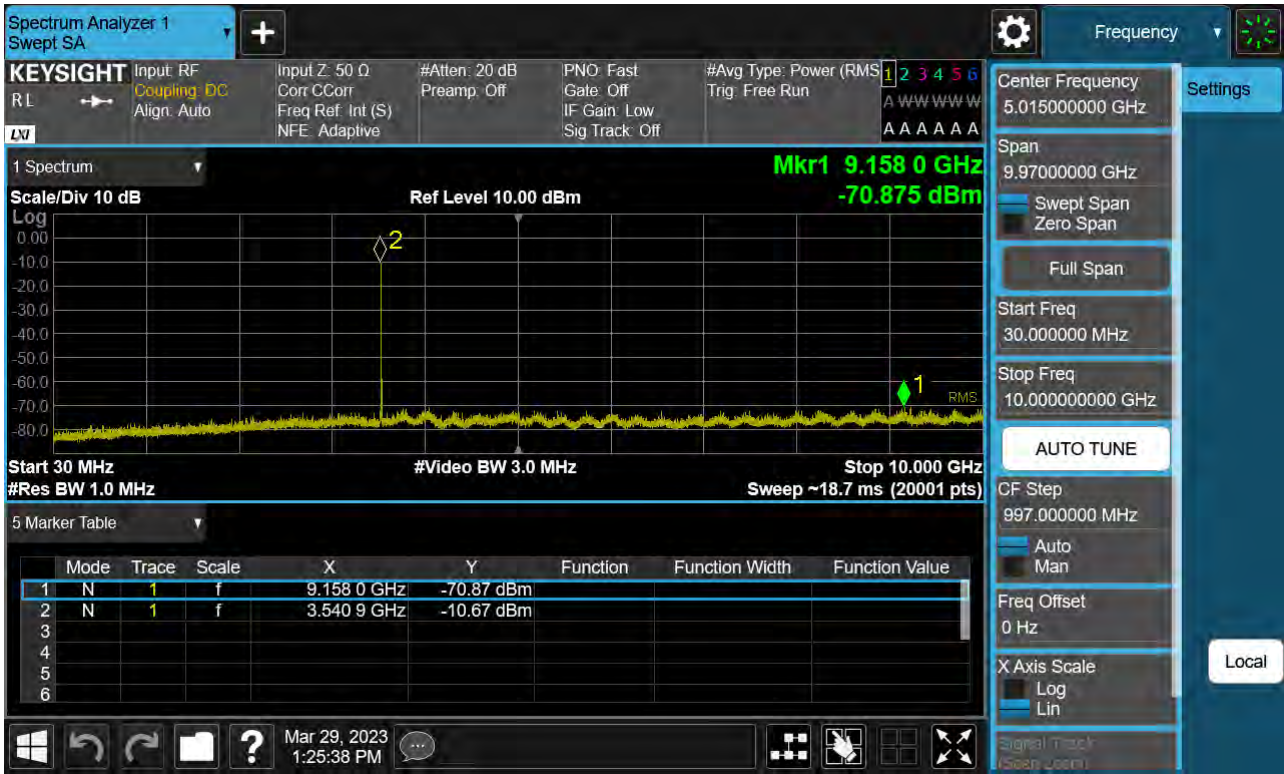 Spectrum Analyzer 1
Swept SA
Frequency
KEYSIGHT
RL
LXI
Input: RF
Coupling: DC
Align: Auto
Input Z: 50 Ω
Corr CCorr
Freq Ref: Int (S)
NFE: Adaptive
#Atten: 20 dB
Preamp: Off
PNO: Fast
Gate: Off
IF Gain: Low
Sig Track: Off
#Avg Type: Power (RMS
Trig: Free Run
1 2 3 4 5 6
A W W W W W
A A A A A A
1 Spectrum
Mkr1 9.158 0 GHz
Scale/Div 10 dB
Ref Level 10.00 dBm
-70.875 dBm
Log
0.00
-10.0
-20.0
-30.0
-40.0
-50.0
-60.0
-70.0
-80.0
2
1
RMS
Start 30 MHz
#Video BW 3.0 MHz
Stop 10.000 GHz
#Res BW 1.0 MHz
Sweep ~18.7 ms (20001 pts)
5 Marker Table
Mode Trace Scale X Y Function Function Width Function Value
1 N 1 f 9.158 0 GHz -70.87 dBm
2 N 1 f 3.540 9 GHz -10.67 dBm
3
4
5
6
Mar 29, 2023
1:25:38 PM
Center Frequency
5.015000000 GHz
Span
9.97000000 GHz
Swept Span
Zero Span
Full Span
Start Freq
30.000000 MHz
Stop Freq
10.000000000 GHz
AUTO TUNE
CF Step
997.000000 MHz
Auto
Man
Freq Offset
0 Hz
X Axis Scale
Log
Lin
Signal Track
(Span Zoom)
Settings
Local